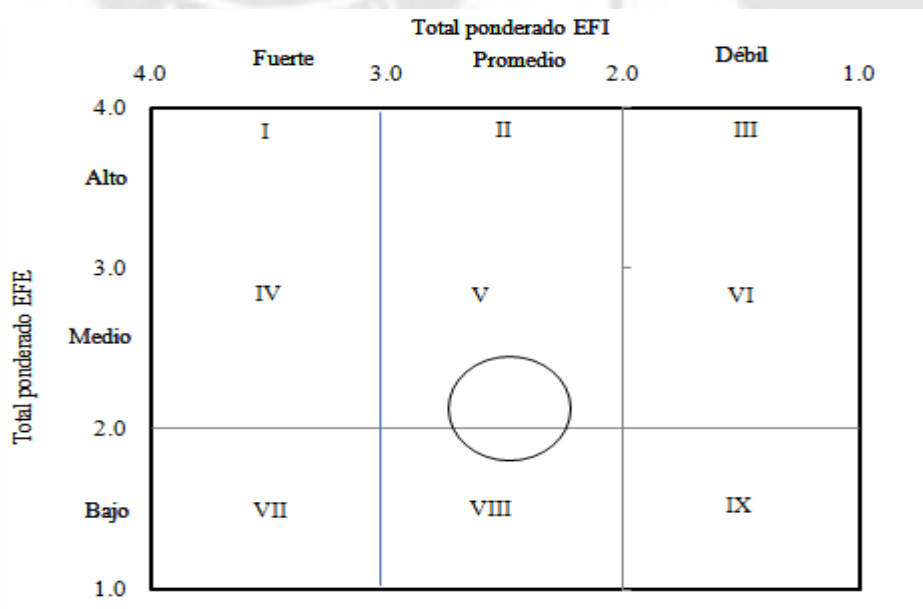 Total ponderado EFI
Fuerte Promedio Débil
4.0 3.0 2.0 1.0
4.0
I II III
Alto
3.0
IV V VI
Medio
2.0
Bajo VII VIII IX
1.0
Total ponderado EFE